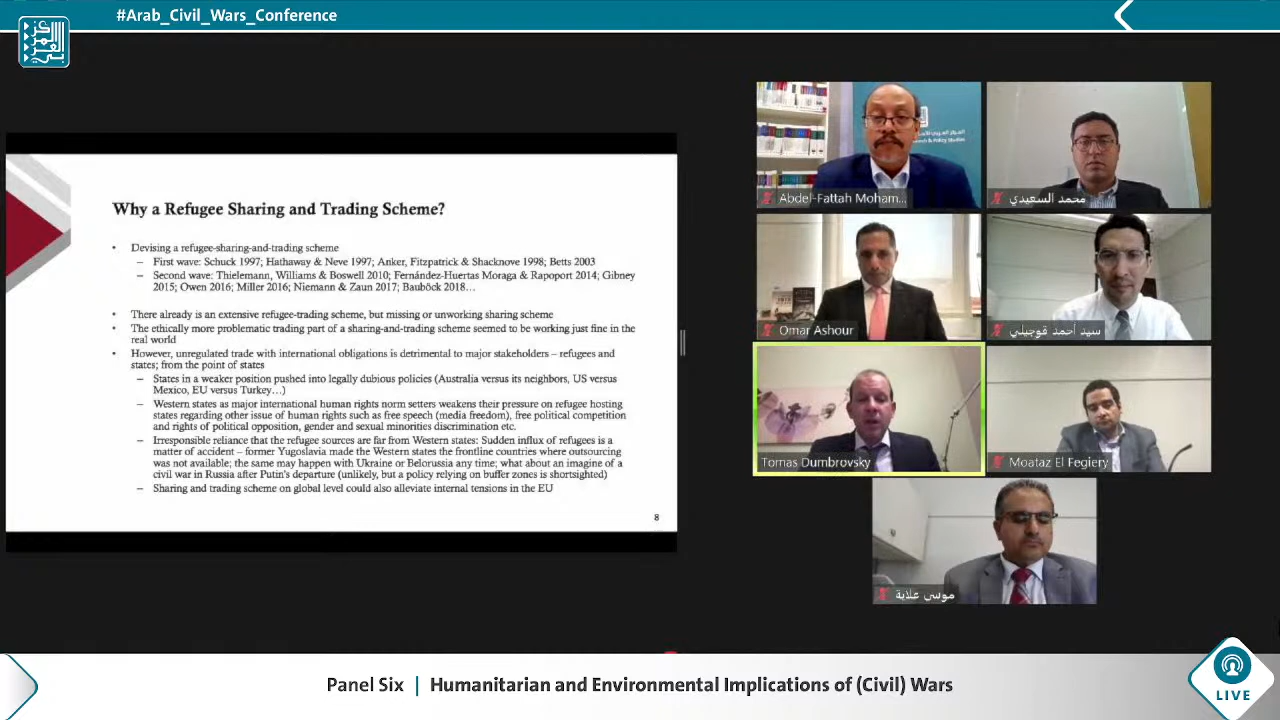 #Arab_Civil_Wars_Conference
Why a Refugee Sharing and Trading Scheme?
• Devising a refugee-sharing-and-trading scheme
– First wave: Schuck 1997; Hathaway & Neve 1997; Anker, Fitzpatrick & Shacknove 1998; Betts 2003
– Second wave: Thielemann, Williams & Boswell 2010; Fernández-Huertas Moraga & Rapoport 2014; Gibney
2015; Owen 2016; Miller 2016; Niemann & Zaun 2017; Bauböck 2018…
• There already is an extensive refugee-trading scheme, but missing or unworking sharing scheme
• The ethically more problematic trading part of a sharing-and-trading scheme seemed to be working just fine in the
real world
• However, unregulated trade with international obligations is detrimental to major stakeholders – refugees and
states; from the point of states
– States in a weaker position pushed into legally dubious policies (Australia versus its neighbors, US versus
Mexico, EU versus Turkey…)
– Western states as major international human rights norm setters weakens their pressure on refugee hosting
states regarding other issue of human rights such as free speech (media freedom), free political competition
and rights of political opposition, gender and sexual minorities discrimination etc.
– Irresponsible reliance that the refugee sources are far from Western states: Sudden influx of refugees is a
matter of accident – former Yugoslavia made the Western states the frontline countries where outsourcing
was not available; the same may happen with Ukraine or Belorussia any time; what about an imagine of a
civil war in Russia after Putin's departure (unlikely, but a policy relying on buffer zones is shortsighted)
– Sharing and trading scheme on global level could also alleviate internal tensions in the EU
8
Abdel-Fattah Moham...
محمد السعيدي
Omar Ashour
سيد أحمد قوجيلي
Tomas Dumbrovsky
Moataz El Fegiery
موسى علاية
Panel Six | Humanitarian and Environmental Implications of (Civil) Wars
LIVE